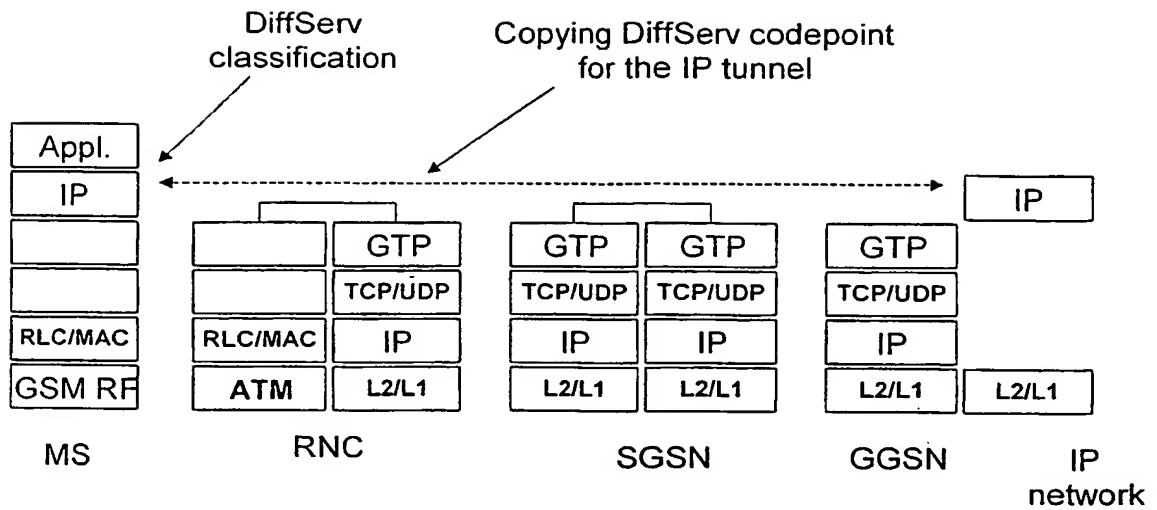 DiffServ
classification
Copying DiffServ codepoint
for the IP tunnel
Appl.
IP
IP
GTP
GTP
GTP
GTP
TCP/UDP
TCP/UDP
TCP/UDP
TCP/UDP
RLC/MAC
RLC/MAC
IP
IP
IP
IP
GSM RF
ATM
L2/L1
L2/L1
L2/L1
L2/L1
L2/L1
MS
RNC
SGSN
GGSN
IP
network